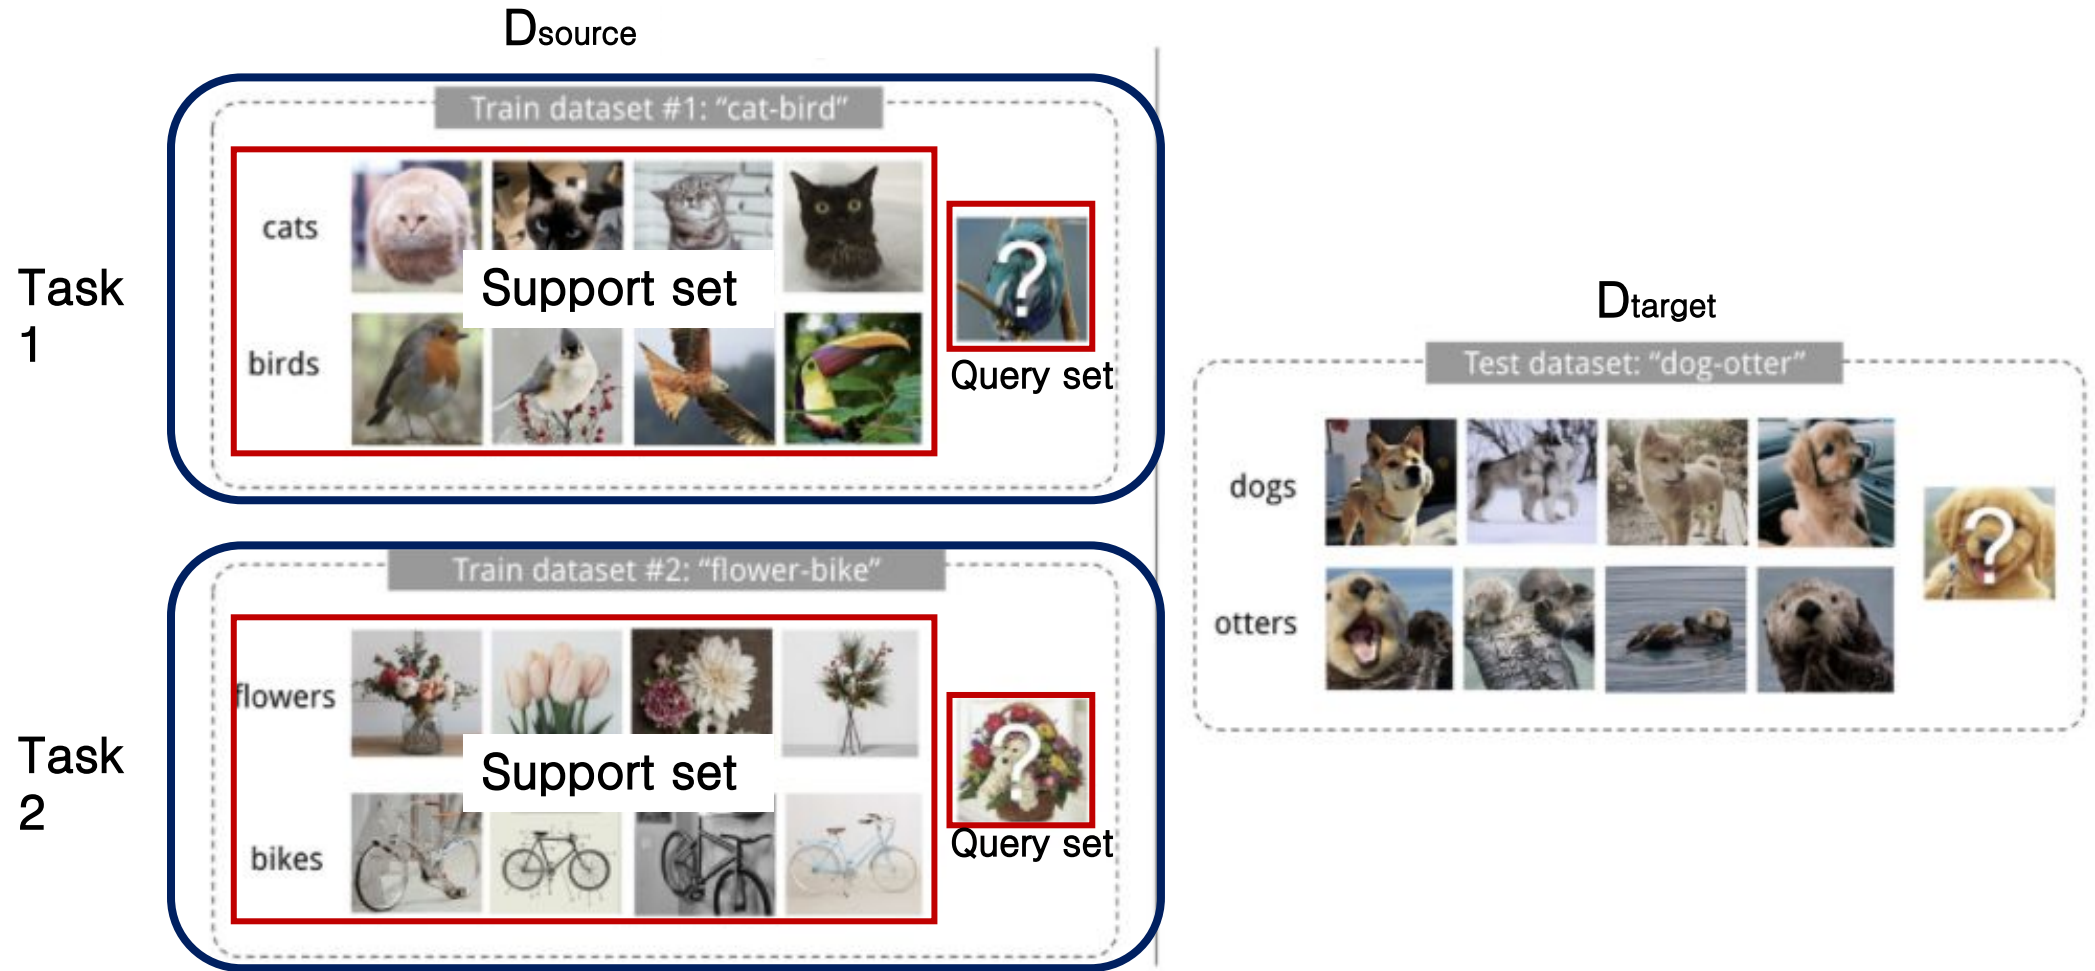 Dsource
Train dataset #1: “cat-bird”
Task
1
cats
Support set
birds
?
Query set
Train dataset #2: “flower-bike”
Task
2
flowers
Support set
bikes
?
Query set
Dtarget
Test dataset: “dog-otter”
dogs
otters
?